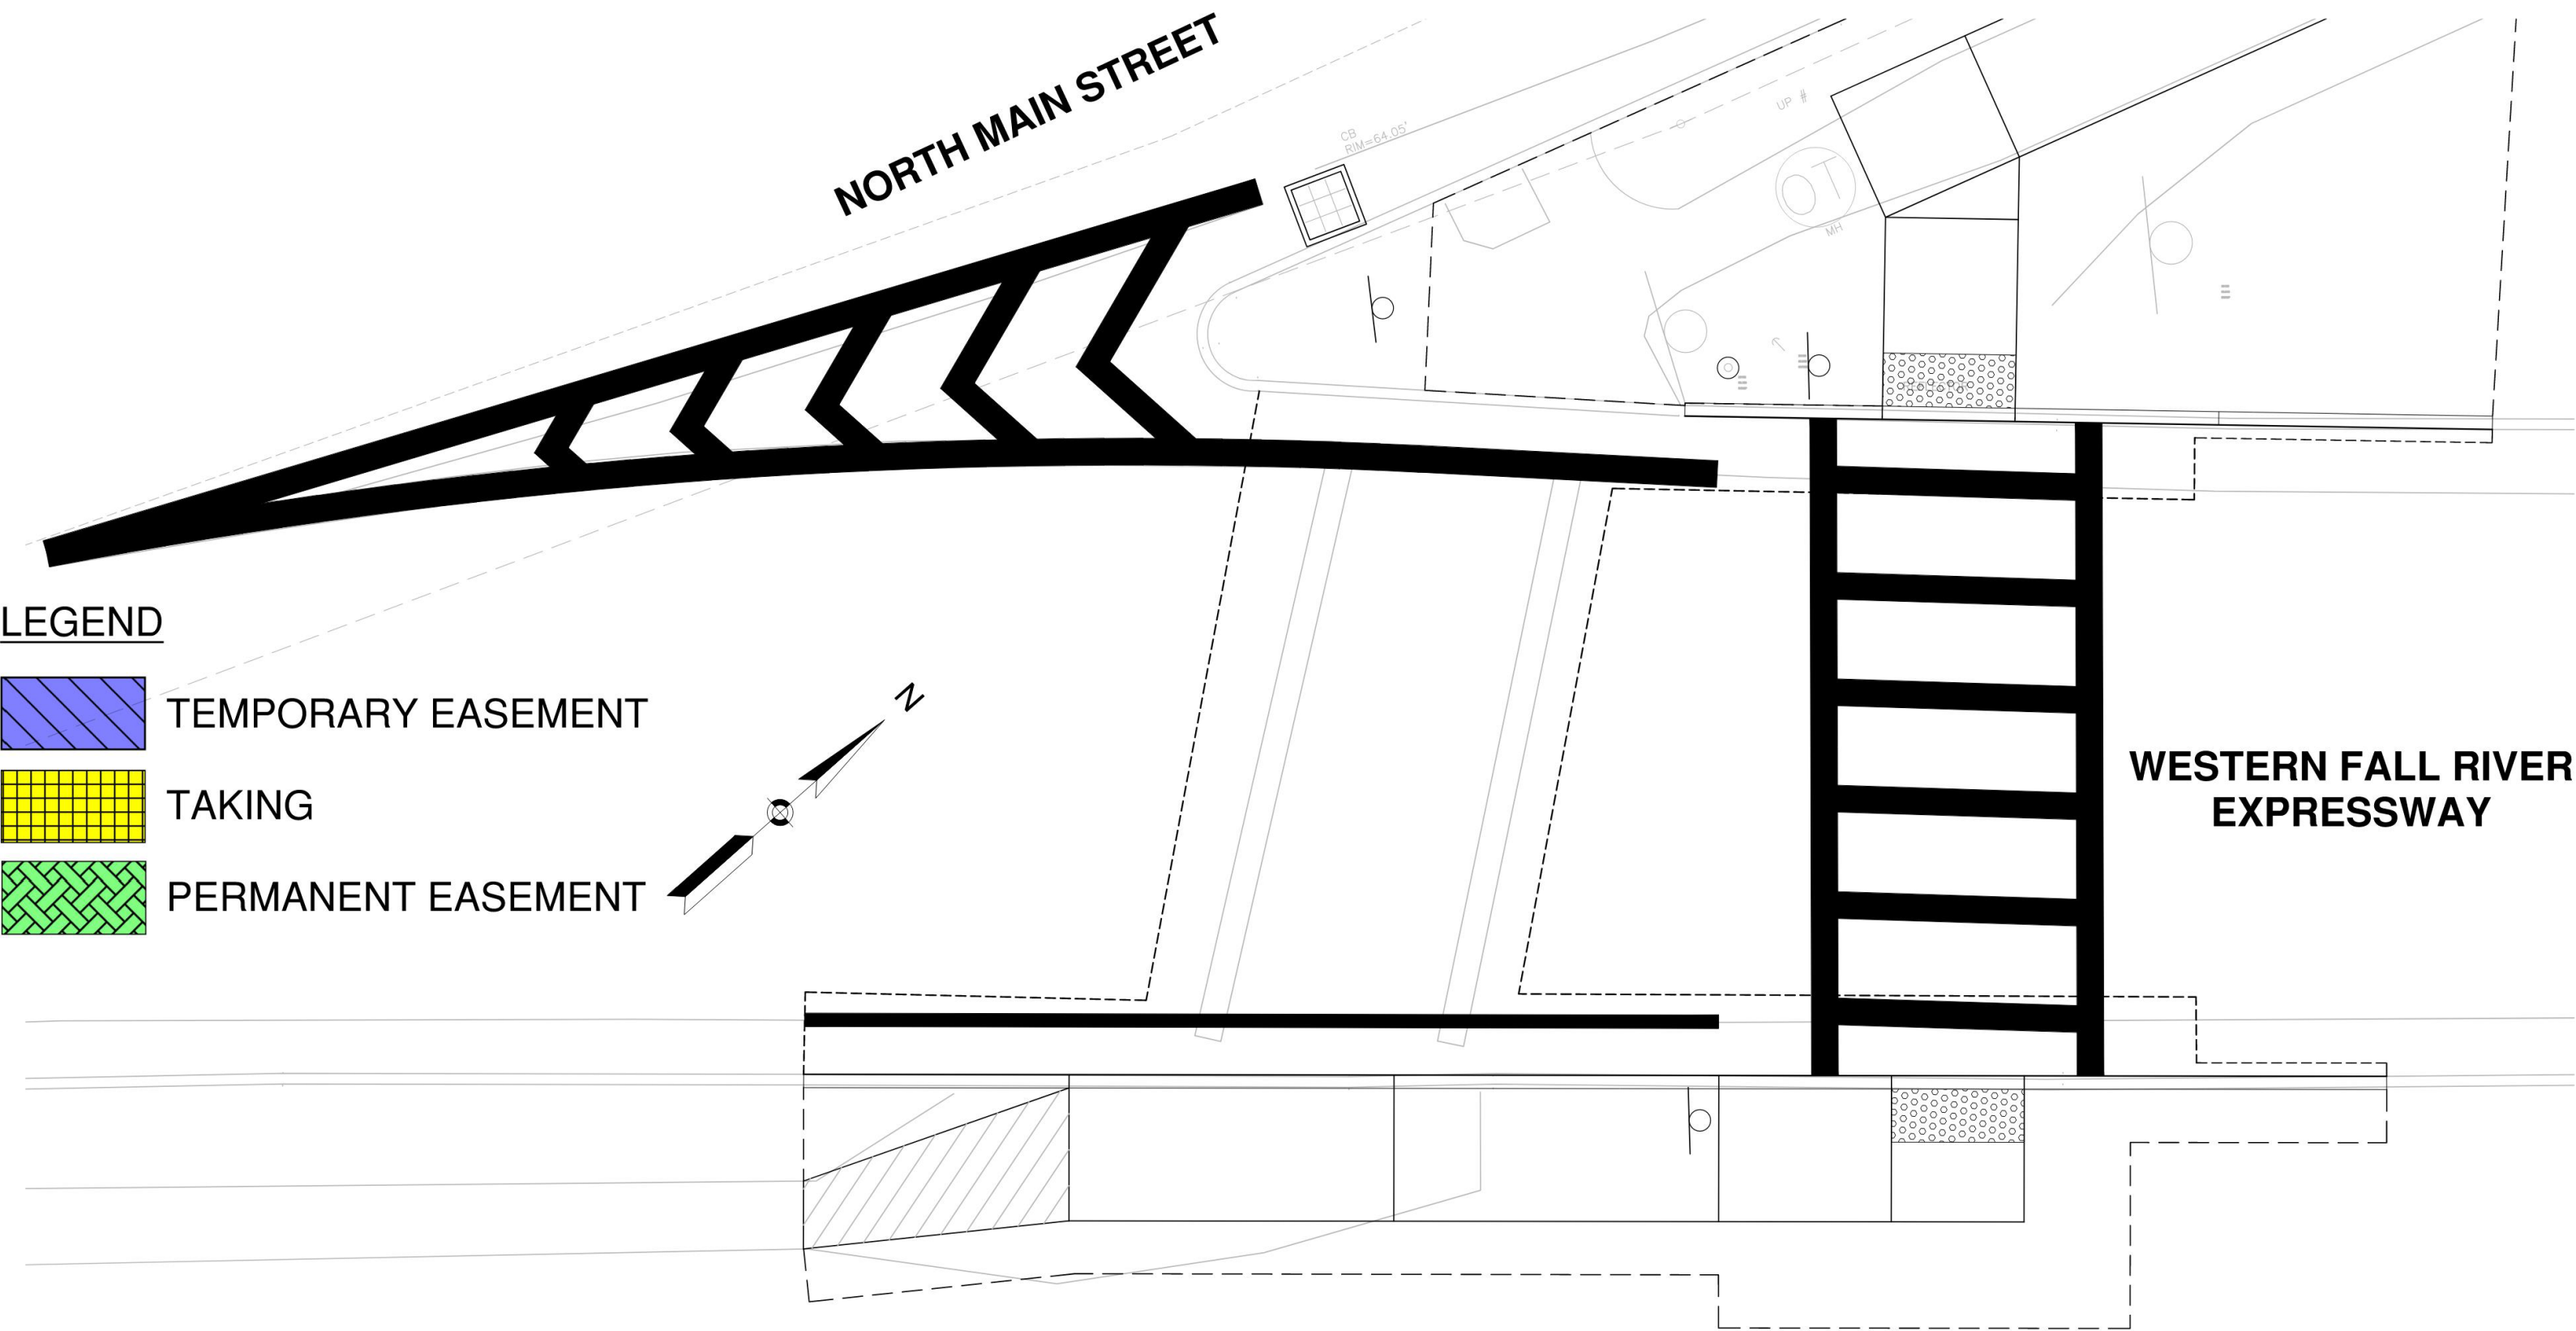 NORTH MAIN STREET
CB
RIM=64.05'
UP #
MH
LEGEND
TEMPORARY EASEMENT
TAKING
PERMANENT EASEMENT
N
WESTERN FALL RIVER
EXPRESSWAY